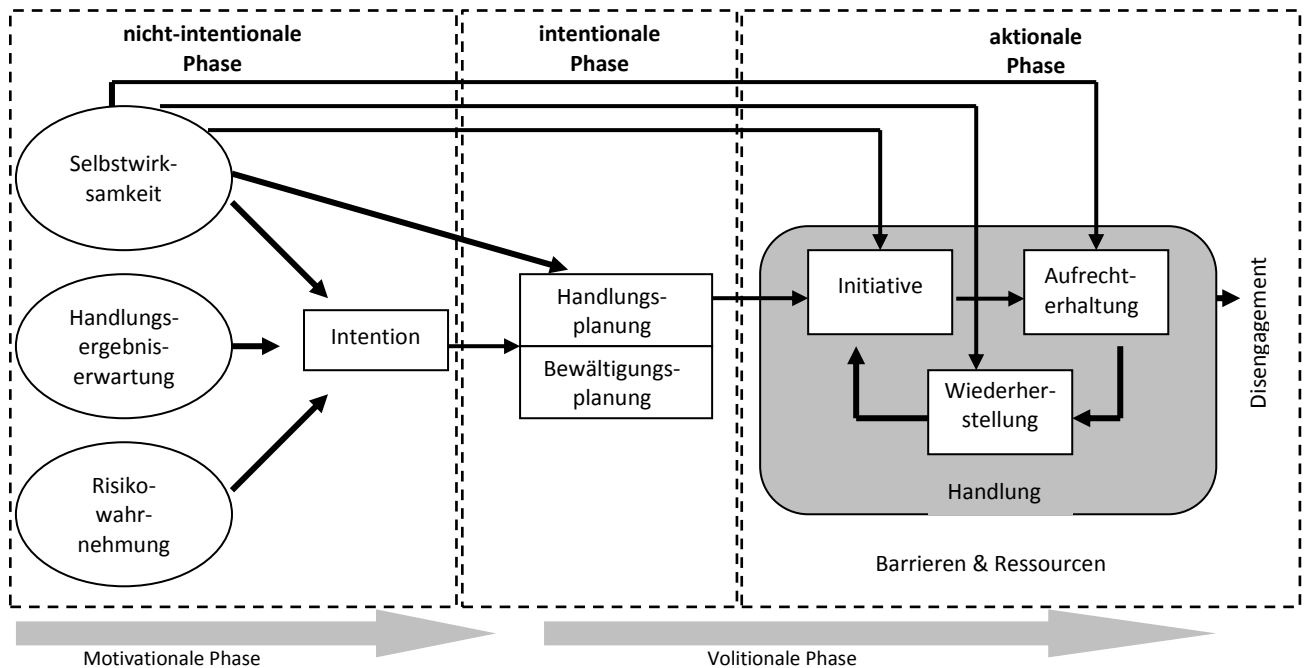 nicht-intentionale
Phase
intentionale
Phase
aktionale
Phase
Selbstwirk-
samkeit
Handlungs-
ergebnis-
erwartung
Risiko-
wahr-
nehmung
Intention
Handlungs-
planung
Bewältigungs-
planung
Initiative
Aufrecht-
erhaltung
Wiederher-
stellung
Handlung
Disengagement
Barrieren & Ressourcen
Motivationale Phase
Volitionale Phase